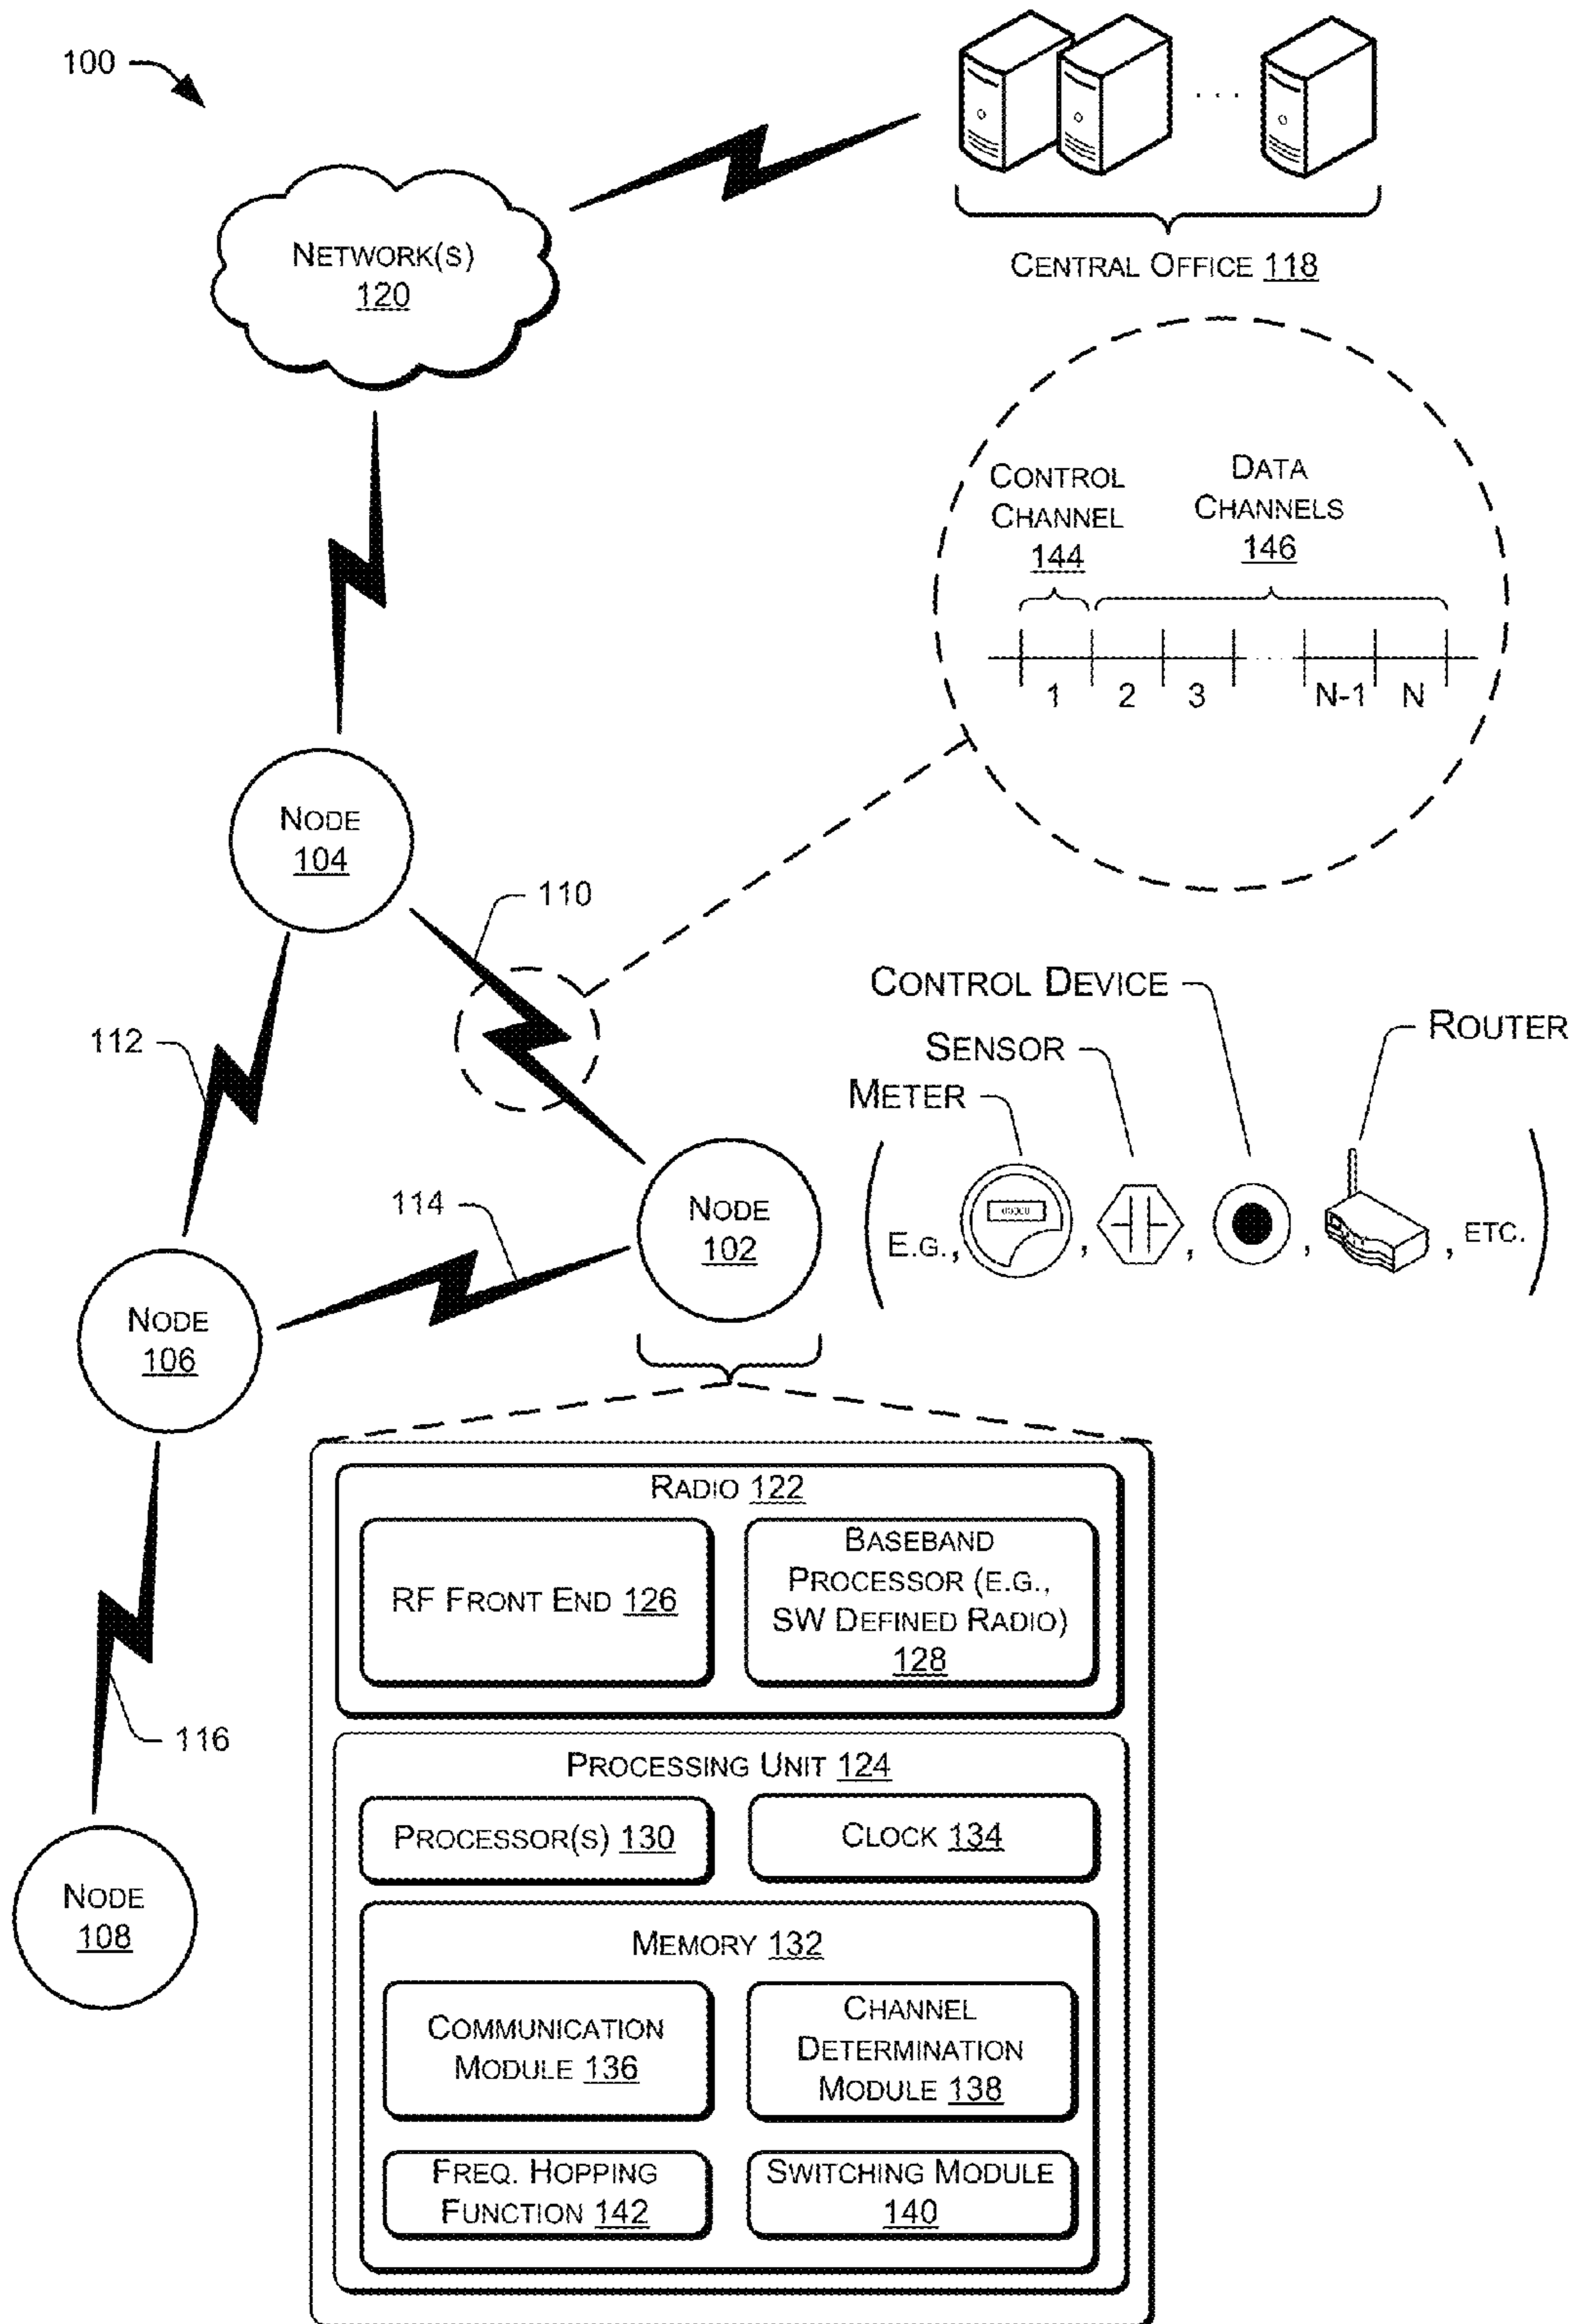 100
NETWORK(S)
120
CENTRAL OFFICE 118
CONTROL
CHANNEL
144
DATA
CHANNELS
146
1 2 3 ... N-1 N
NODE
104
110
112
CONTROL DEVICE
ROUTER
SENSOR
METER
114
NODE
102
E.G., , , , , ETC.
NODE
106
RADIO 122
RF FRONT END 126
BASEBAND
PROCESSOR (E.G.,
SW DEFINED RADIO)
128
116
PROCESSING UNIT 124
PROCESSOR(S) 130
CLOCK 134
NODE
108
MEMORY 132
COMMUNICATION
MODULE 136
CHANNEL
DETERMINATION
MODULE 138
FREQ. HOPPING
FUNCTION 142
SWITCHING MODULE
140